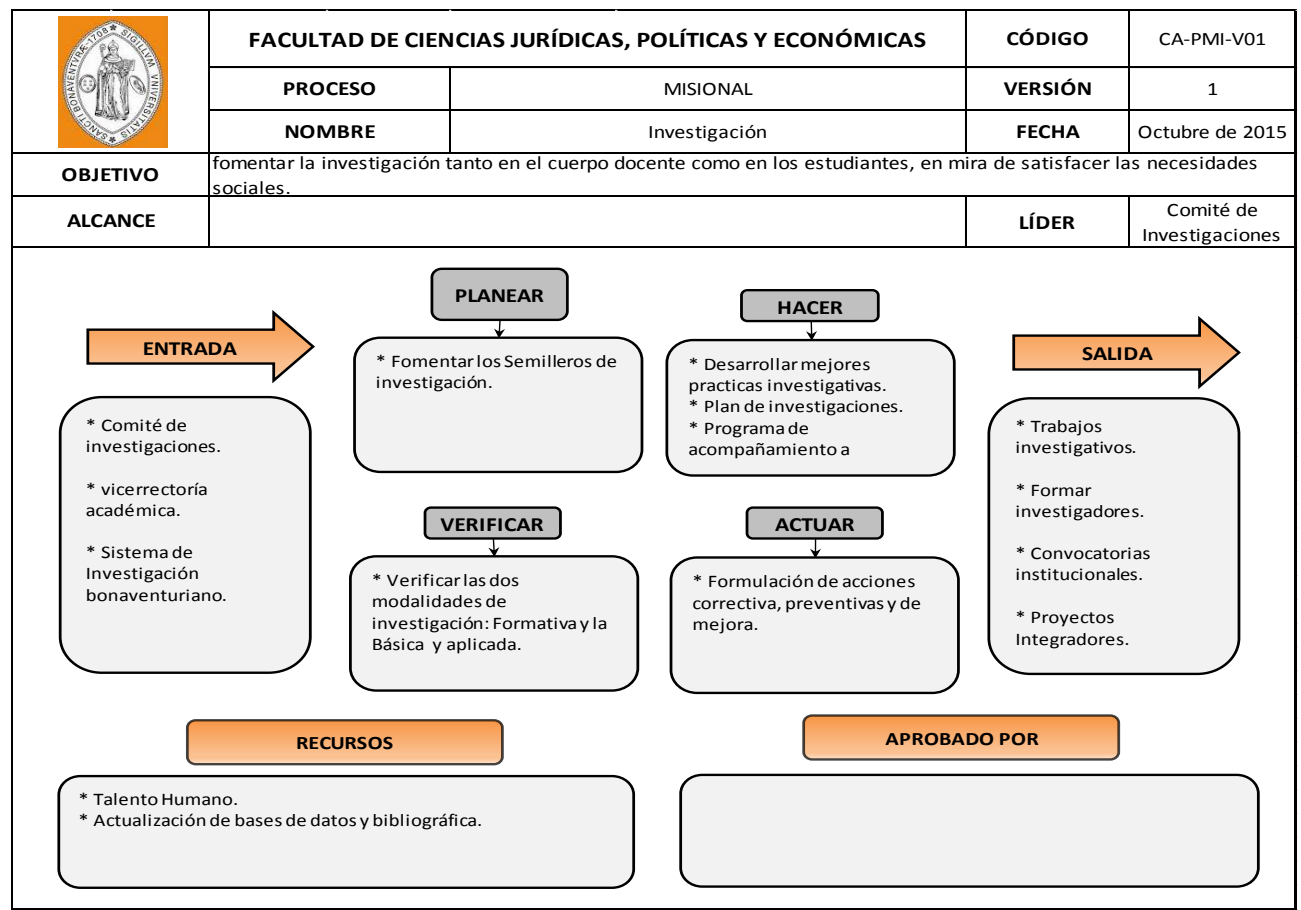 SIGILLVM VNIVERSITATIS SANCTI BONAVENTVRÆ-1708
FACULTAD DE CIENCIAS JURÍDICAS, POLÍTICAS Y ECONÓMICAS
CÓDIGO
CA-PMI-V01
PROCESO
MISIONAL
VERSIÓN
1
NOMBRE
Investigación
FECHA
Octubre de 2015
OBJETIVO
fomentar la investigación tanto en el cuerpo docente como en los estudiantes, en mira de satisfacer las necesidades
sociales.
ALCANCE
LÍDER
Comité de
Investigaciones
ENTRADA
* Comité de
investigaciones.
* vicerrectoría
académica.
* Sistema de
Investigación
bonaventuriano.
PLANEAR
* Fomentar los Semilleros de
investigación.
HACER
* Desarrollar mejores
practicas investigativas.
* Plan de investigaciones.
* Programa de
acompañamiento a
VERIFICAR
* Verificar las dos
modalidades de
investigación: Formativa y la
Básica y aplicada.
ACTUAR
* Formulación de acciones
correctiva, preventivas y de
mejora.
SALIDA
* Trabajos
investigativos.
* Formar
investigadores.
* Convocatorias
institucionales.
* Proyectos
Integradores.
RECURSOS
* Talento Humano.
* Actualización de bases de datos y bibliográfica.
APROBADO POR